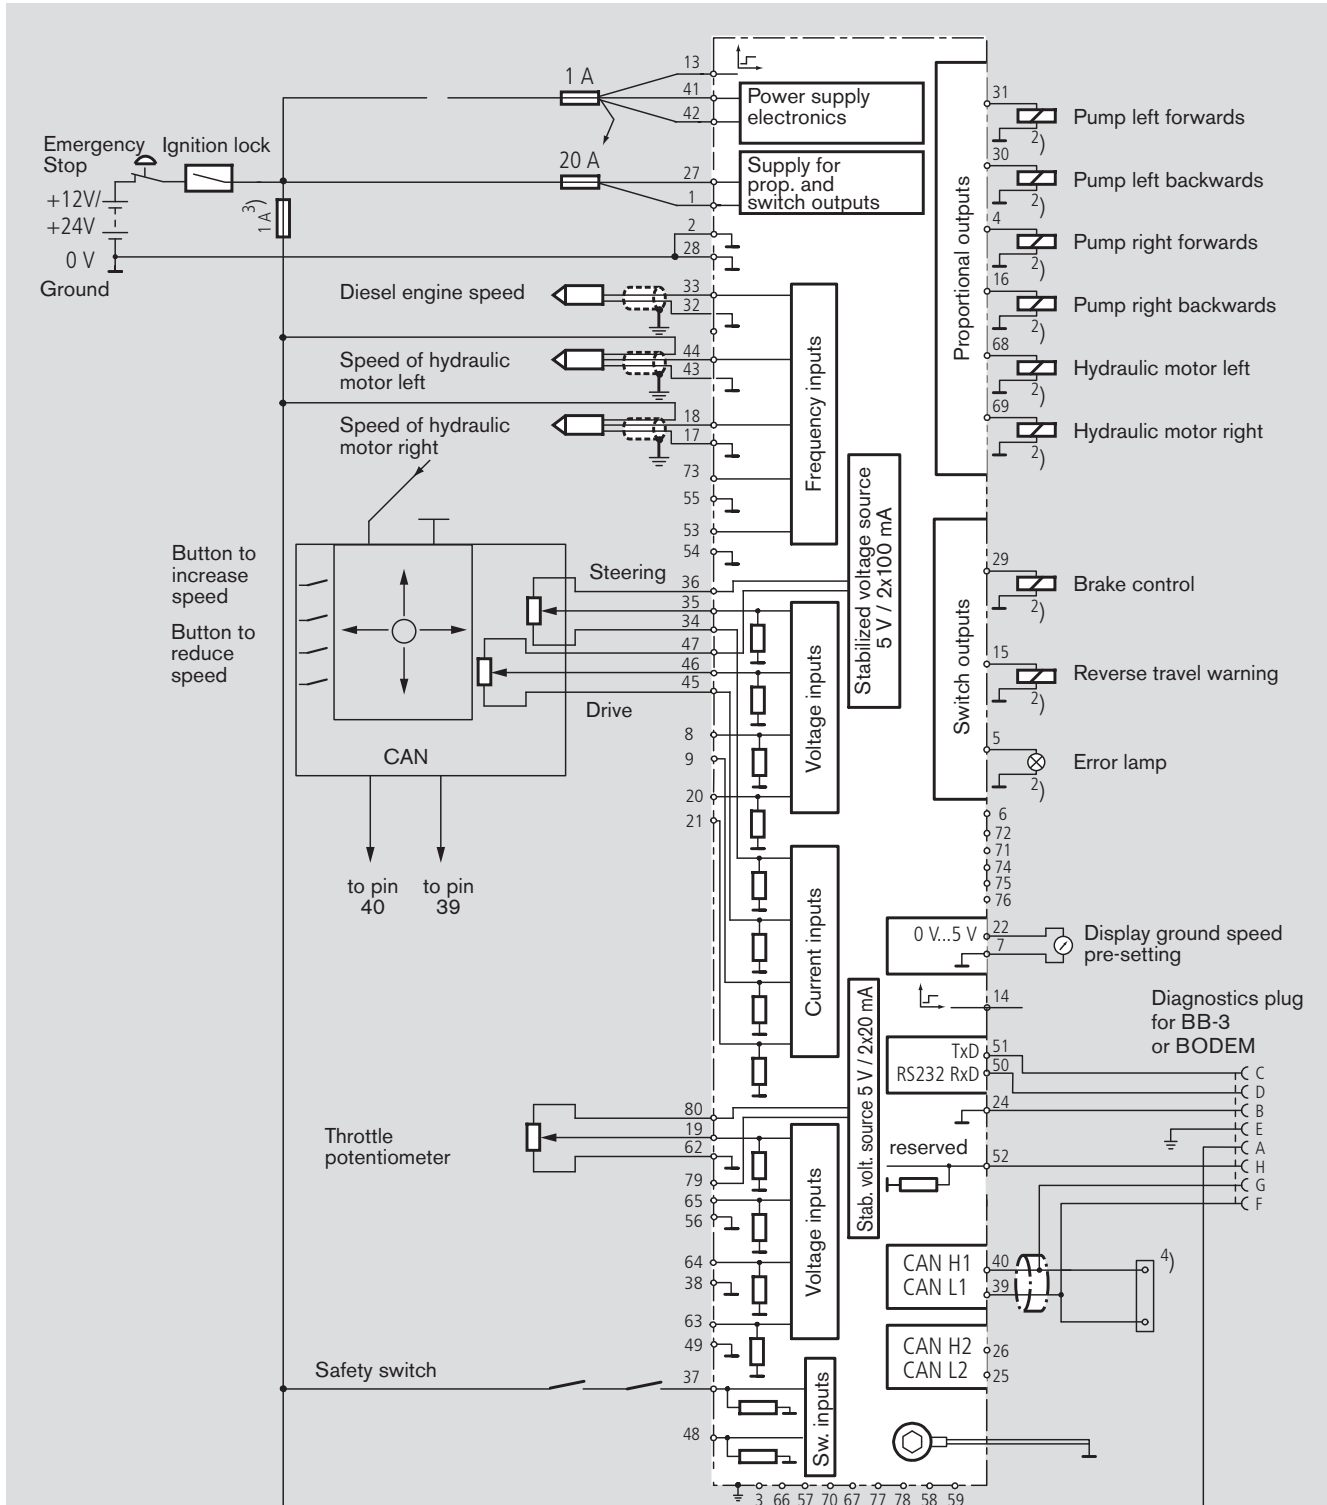 13
1 A
41
42
Power supply
electronics
Emergency
Stop
Ignition lock
20 A
27
1
Supply for
prop. and
switch outputs
+12V/
+24V
1 A 3)
0 V
Ground
2
28
Diesel engine speed
33
32
Speed of hydraulic
motor left
44
43
Speed of hydraulic
motor right
18
17
73
55
53
54
Frequency inputs
Stabilized voltage source
5 V / 2x100 mA
Button to
increase
speed
Button to
reduce
speed
CAN
to pin
40
to pin
39
Steering
Drive
36
35
34
47
46
45
8
9
20
21
Voltage inputs
Current inputs
Stab. volt. source 5 V / 2x20 mA
Throttle
potentiometer
80
19
62
79
65
56
64
38
63
49
Voltage inputs
Safety switch
37
48
Sw. inputs
3 66 57 70 67 77 78 58 59
Proportional outputs
31
Pump left forwards
2)
30
Pump left backwards
2)
4
Pump right forwards
2)
16
Pump right backwards
2)
68
Hydraulic motor left
2)
69
Hydraulic motor right
2)
Switch outputs
29
Brake control
2)
15
Reverse travel warning
2)
5
Error lamp
2)
6
72
71
74
75
76
0 V...5 V
22
7
Display ground speed
pre-setting
14
Diagnostics plug
for BB-3
or BODEM
TxD
51
RS232 RxD
50
24
reserved
52
C
D
B
E
A
H
G
F
CAN H1
CAN L1
40
39
4)
CAN H2
CAN L2
26
25